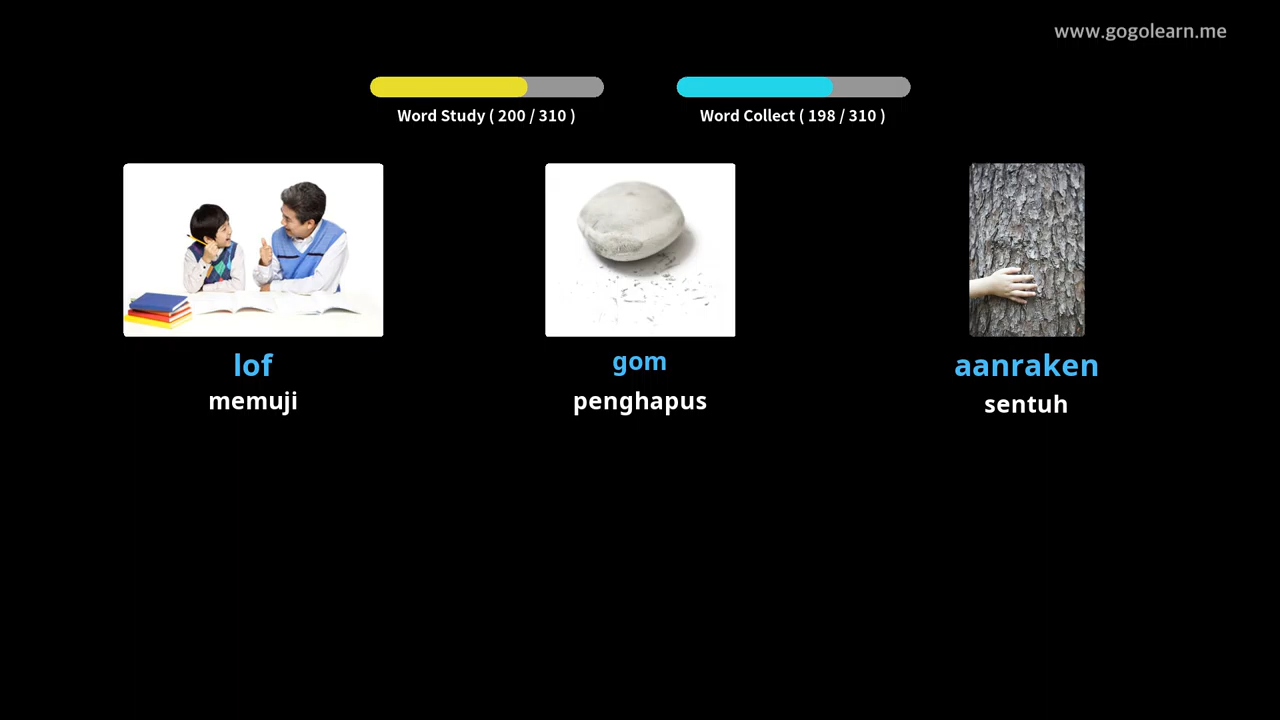 www.gogolearn.me
Word Study ( 200 / 310 )
Word Collect ( 198 / 310 )
lof
memuji
gom
penghapus
aanraken
sentuh